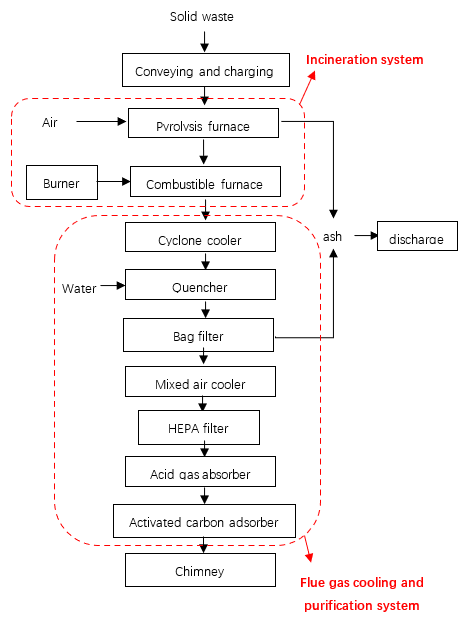 Solid waste
Conveying and charging
Incineration system
Air
Pyrolysis furnace
Burner
Combustible furnace
Cyclone cooler
ash
discharge
Water
Quencher
Bag filter
Mixed air cooler
HEPA filter
Acid gas absorber
Activated carbon adsorber
Chimney
Flue gas cooling and
purification system